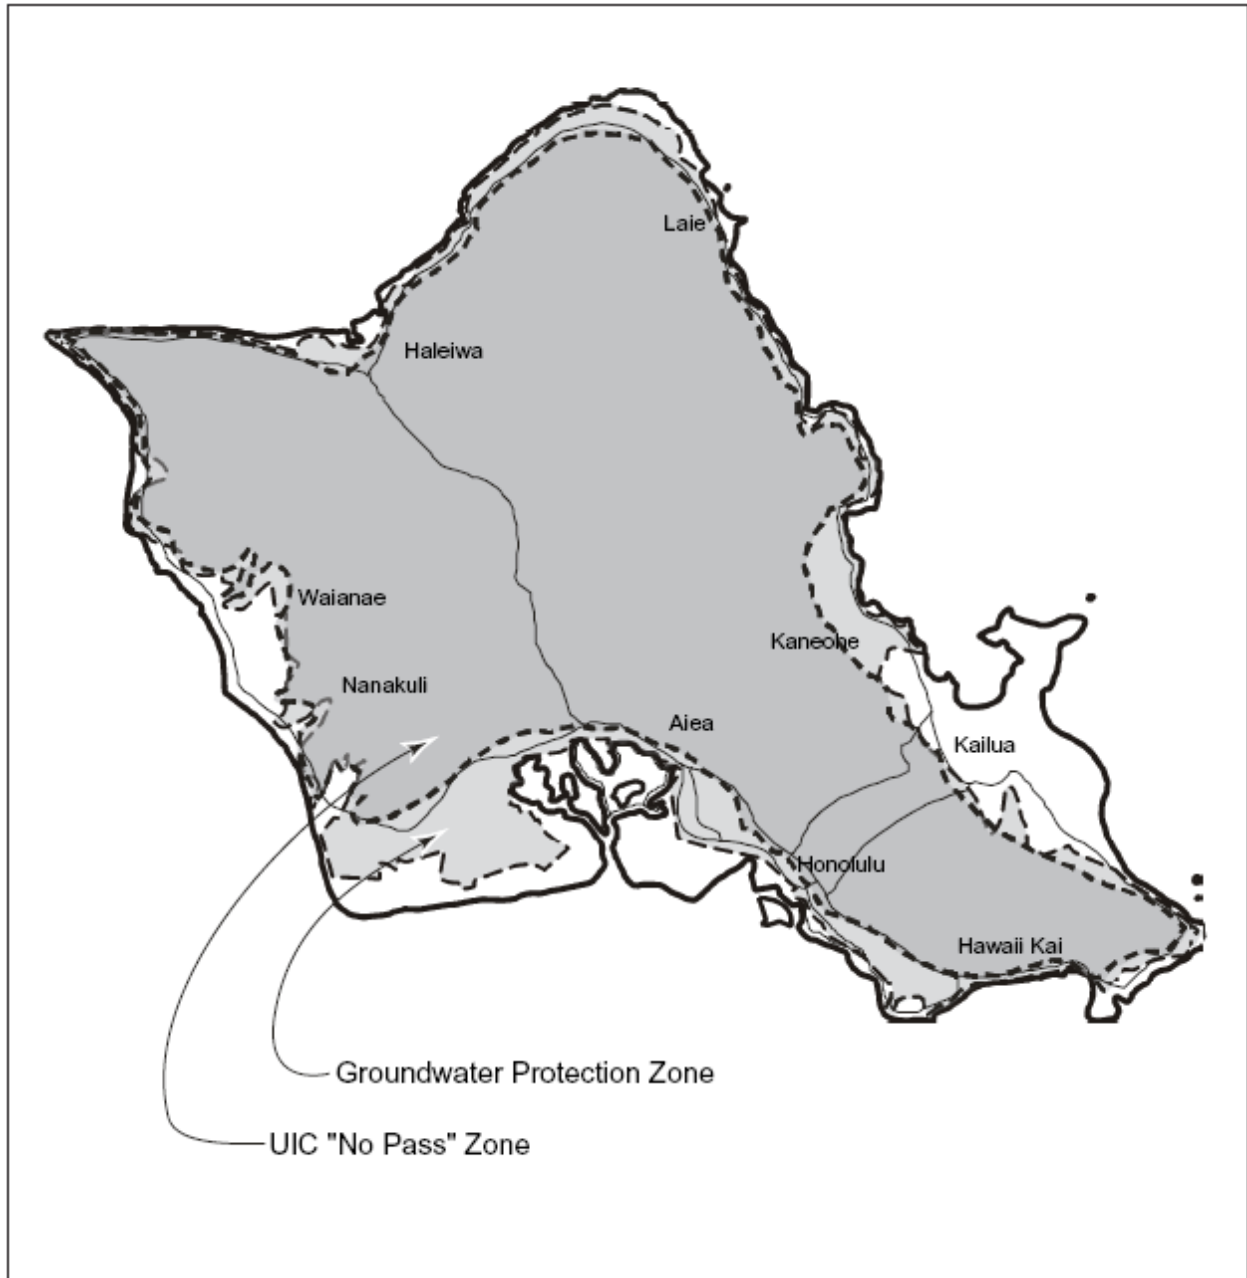 Laie
Haleiwa
Waianae
Kaneohe
Nanakuli
Aiea
Kailua
Honolulu
Hawaii Kai
Groundwater Protection Zone
UIC "No Pass" Zone